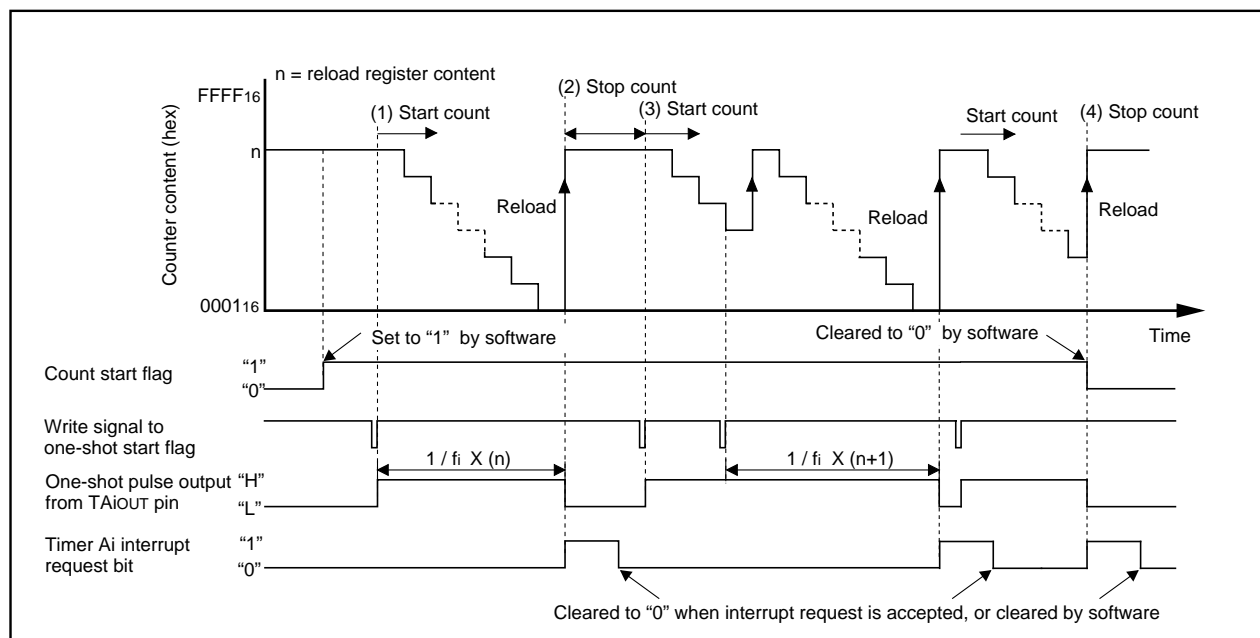 n = reload register content
FFFF16
(1) Start count
(2) Stop count
(3) Start count
Start count
(4) Stop count
Counter content (hex)
n
Reload
Reload
Reload
000116
Time
Set to “1” by software
Cleared to “0” by software
Count start flag
“1”
“0”
Write signal to
one-shot start flag
1 / fi X (n)
1 / fi X (n+1)
One-shot pulse output
from TAiOUT pin
“H”
“L”
Timer Ai interrupt
request bit
“1”
“0”
Cleared to “0” when interrupt request is accepted, or cleared by software